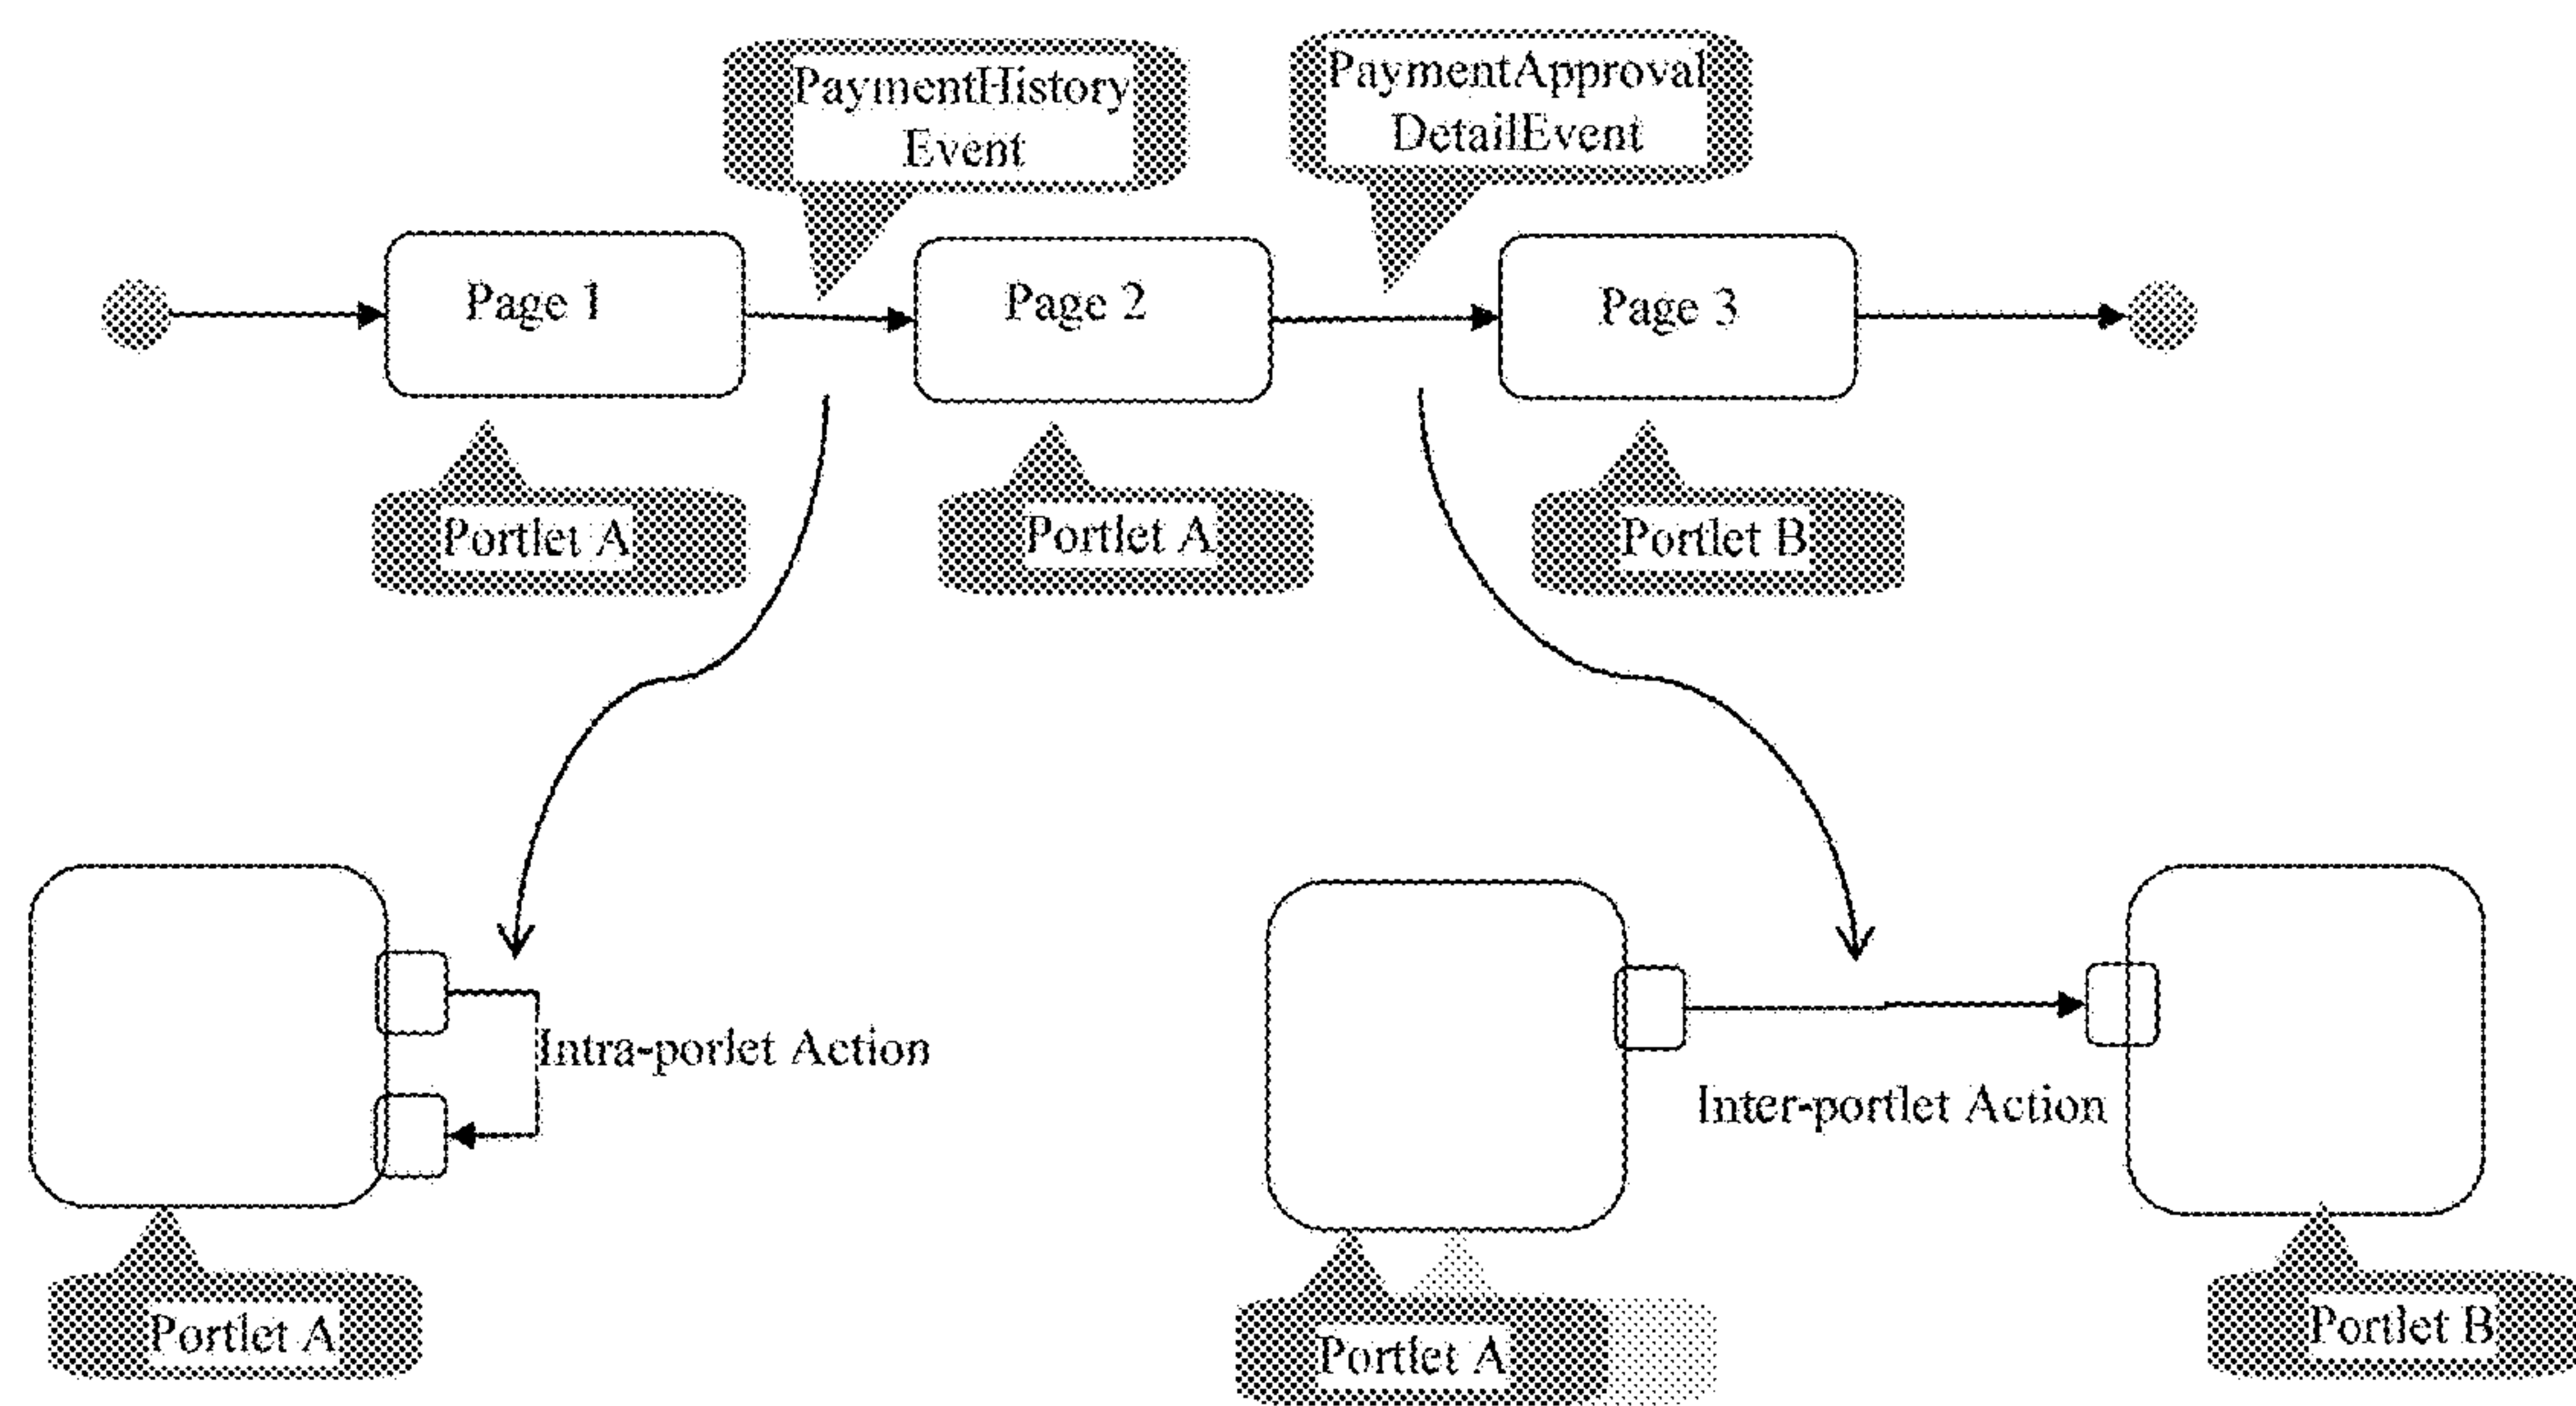 PaymentHistory
Event
PaymentApproval
DetailEvent
Page 1
Page 2
Page 3
Portlet A
Portlet A
Portlet B
Intra-porlet Action
Inter-portlet Action
Portlet A
Portlet A
Portlet B